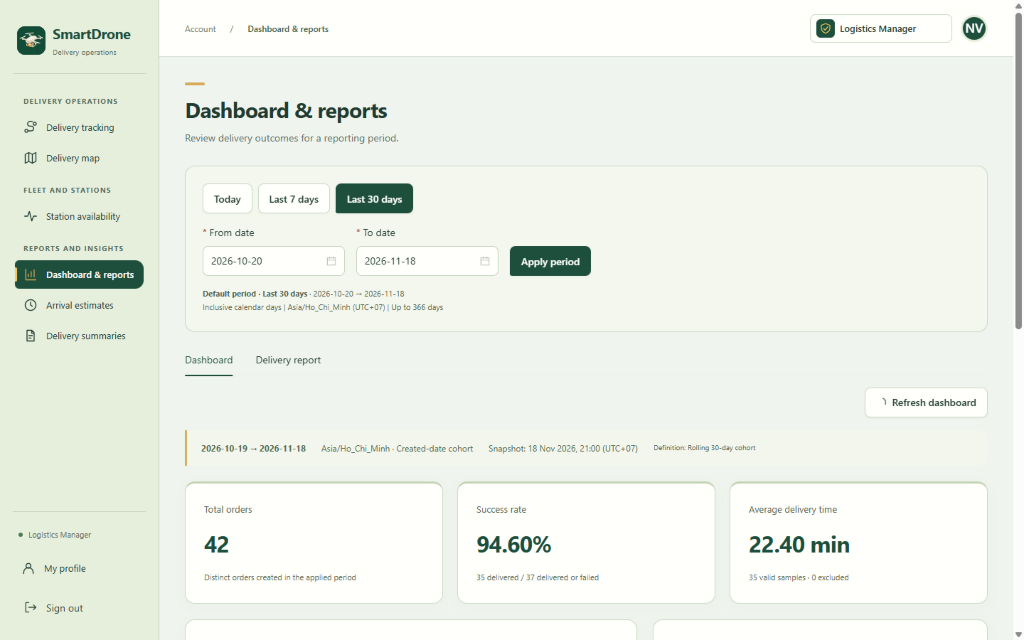 SmartDrone
Delivery operations
DELIVERY OPERATIONS
Delivery tracking
Delivery map
FLEET AND STATIONS
Station availability
REPORTS AND INSIGHTS
Dashboard & reports
Arrival estimates
Delivery summaries
Logistics Manager
My profile
Sign out
Account / Dashboard & reports
Logistics Manager
NV
Dashboard & reports
Review delivery outcomes for a reporting period.
Today Last 7 days Last 30 days
* From date * To date
2026-10-20 2026-11-18 Apply period
Default period · Last 30 days · 2026-10-20 → 2026-11-18
Inclusive calendar days | Asia/Ho_Chi_Minh (UTC+07) | Up to 366 days
Dashboard Delivery report
Refresh dashboard
2026-10-19 → 2026-11-18 Asia/Ho_Chi_Minh · Created-date cohort Snapshot: 18 Nov 2026, 21:00 (UTC+07) Definition: Rolling 30-day cohort
Total orders
42
Distinct orders created in the applied period
Success rate
94.60%
35 delivered / 37 delivered or failed
Average delivery time
22.40 min
35 valid samples · 0 excluded